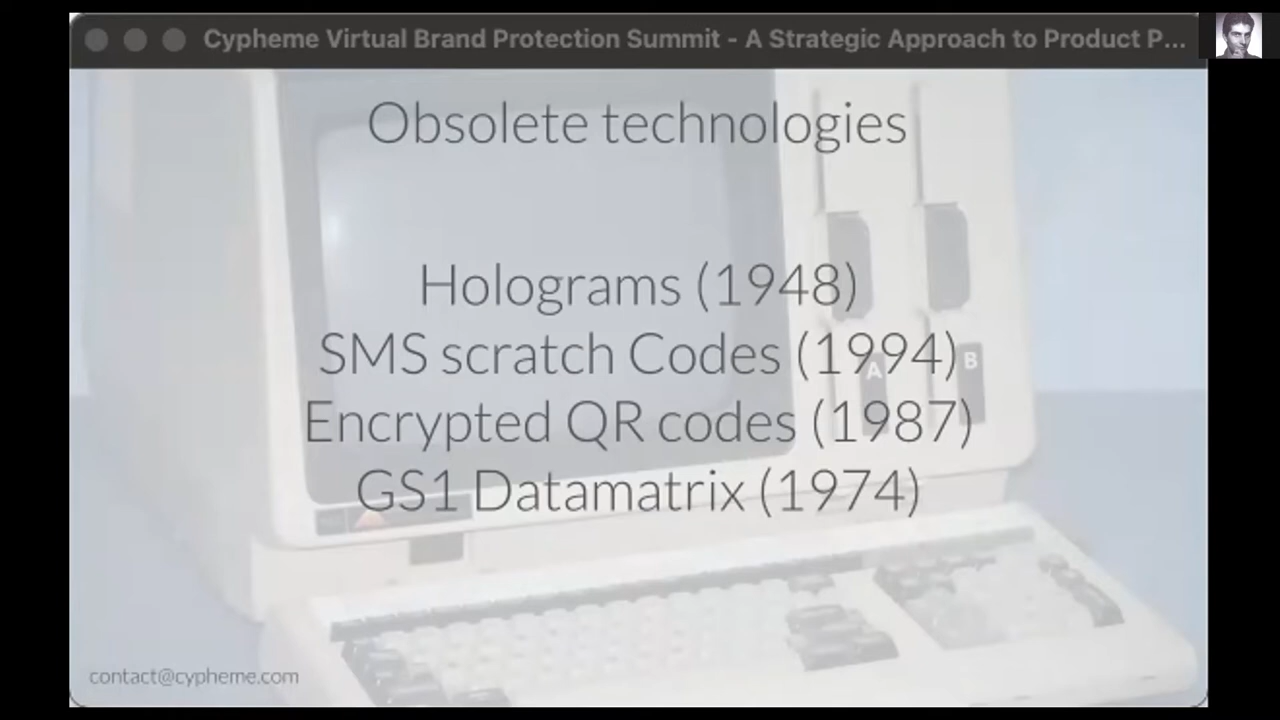 Cypheme Virtual Brand Protection Summit - A Strategic Approach to Product P...
Obsolete technologies
Holograms (1948)
SMS scratch Codes (1994)
Encrypted QR codes (1987)
GS1 Datamatrix (1974)
A
B
contact@cypheme.com